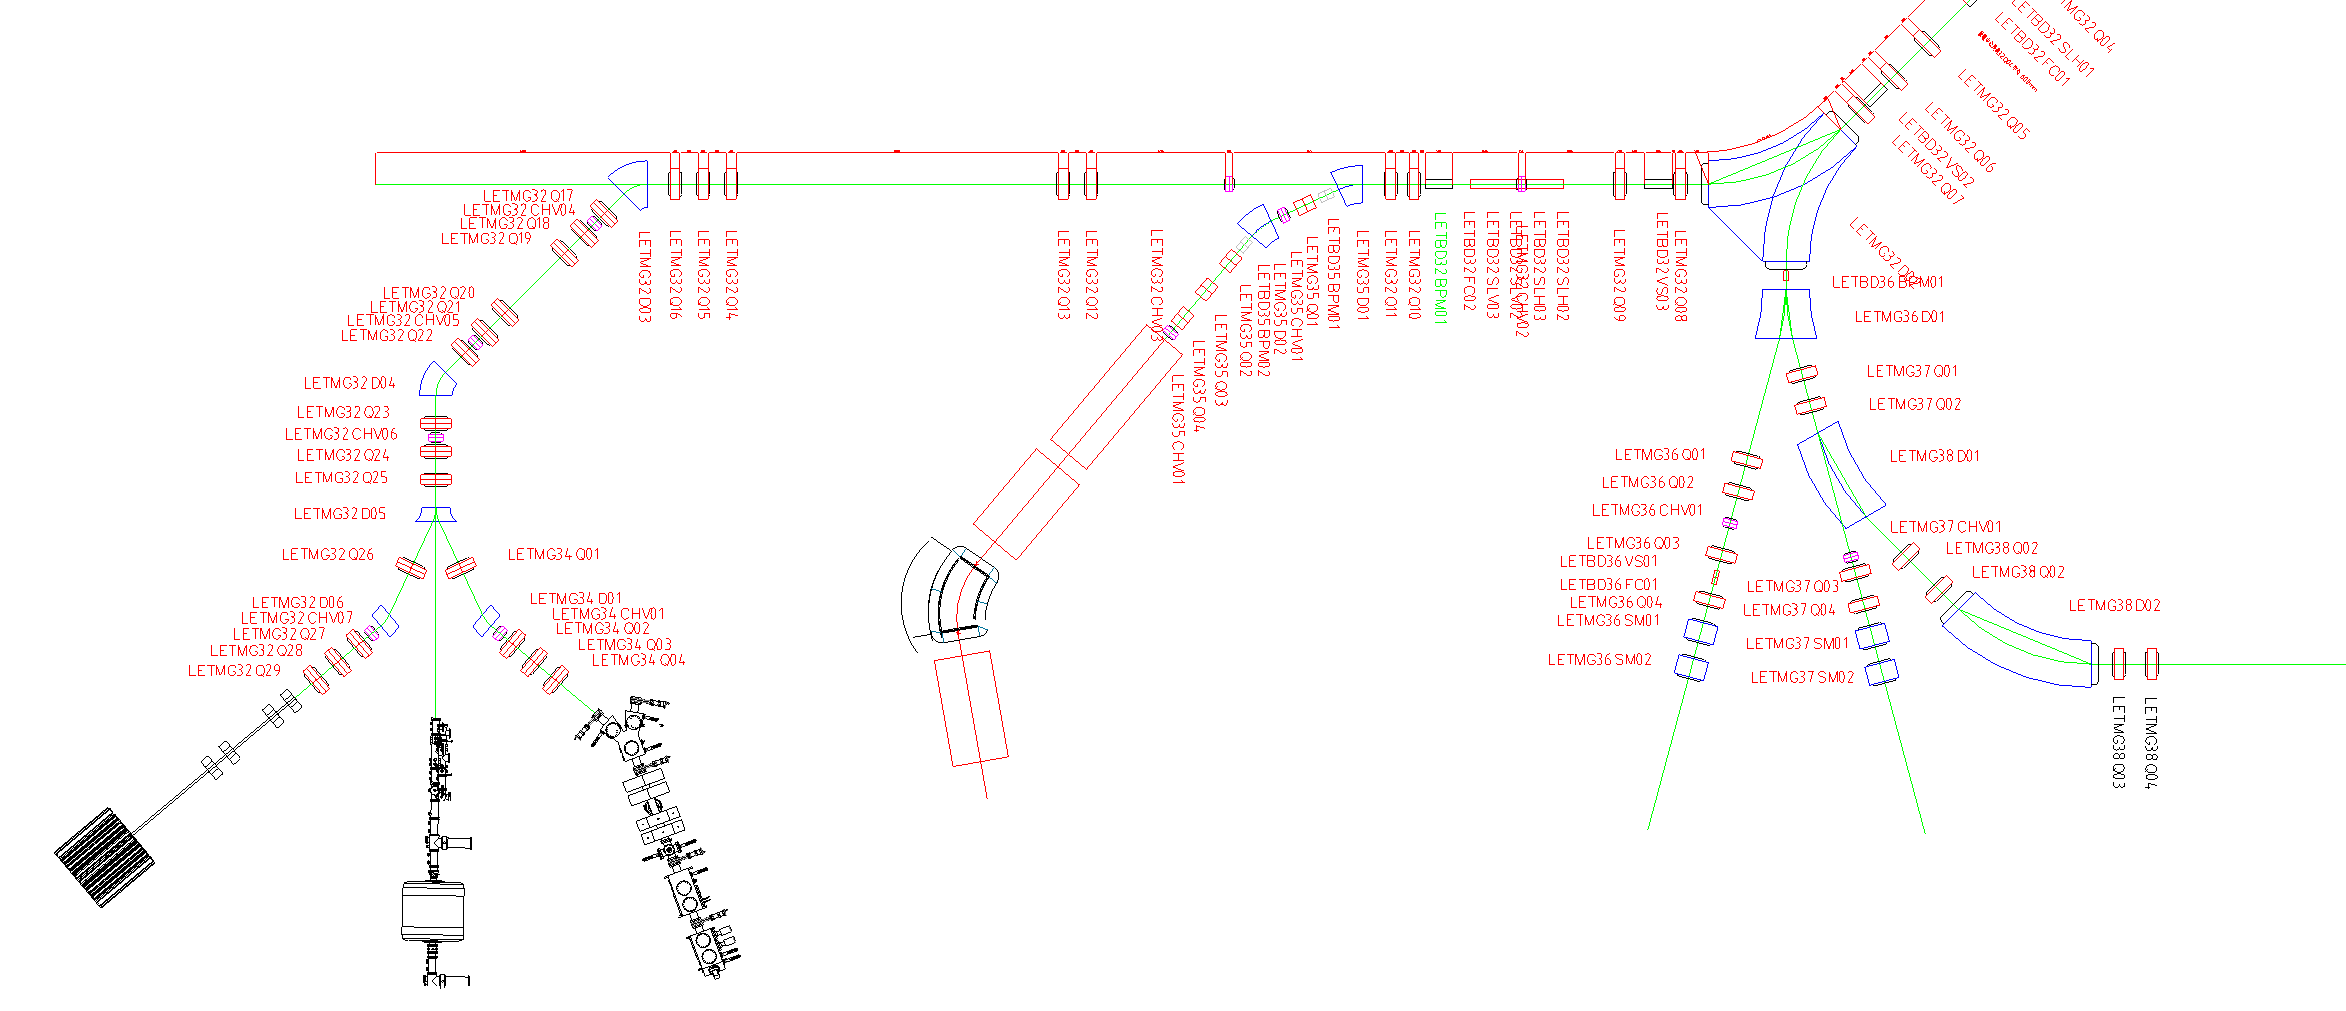 LETMG32 Q04
LETBD32 SLH01
LETBD32 FC01
LETMG32 Q05
LETMG32 Q06
LETBD32 VS02
LETMG32 Q07
LETBD36 BPM01
LETMG36 D01
LETMG32 Q17
LETMG32 CHV04
LETMG32 Q18
LETMG32 Q19
LETMG32 D03
LETMG32 Q16
LETMG32 Q15
LETMG32 Q14
LETMG32 Q13
LETMG32 Q12
LETMG32 CHV03
LETMG35 CHV01
LETMG35 Q04
LETMG35 Q03
LETMG35 Q02
LETBD35 BPM02
LETMG35 D02
LETMG35 CHV01
LETMG35 Q01
LETBD35 BPM01
LETMG35 D01
LETMG32 Q11
LETMG32 Q10
LETBD32 BPM01
LETBD32 FC02
LETBD32 SLV03
LETBD32 SLV02
LETMG32 CHV02
LETBD32 SLH03
LETBD32 SLH02
LETMG32 Q09
LETBD32 VS03
LETMG32 Q08
LETMG32 Q20
LETMG32 Q21
LETMG32 CHV05
LETMG32 Q22
LETMG32 D04
LETMG32 Q23
LETMG32 CHV06
LETMG32 Q24
LETMG32 Q25
LETMG32 D05
LETMG32 Q26
LETMG34 Q01
LETMG32 D06
LETMG32 CHV07
LETMG32 Q27
LETMG32 Q28
LETMG32 Q29
LETMG34 D01
LETMG34 CHV01
LETMG34 Q02
LETMG34 Q03
LETMG34 Q04
LETMG37 Q01
LETMG37 Q02
LETMG38 D01
LETMG36 Q01
LETMG36 Q02
LETMG36 CHV01
LETMG36 Q03
LETBD36 VS01
LETBD36 FC01
LETMG36 Q04
LETMG36 SM01
LETMG36 SM02
LETMG37 CHV01
LETMG38 Q02
LETMG38 Q02
LETMG37 Q03
LETMG37 Q04
LETMG37 SM01
LETMG37 SM02
LETMG38 D02
LETMG38 Q03
LETMG38 Q04